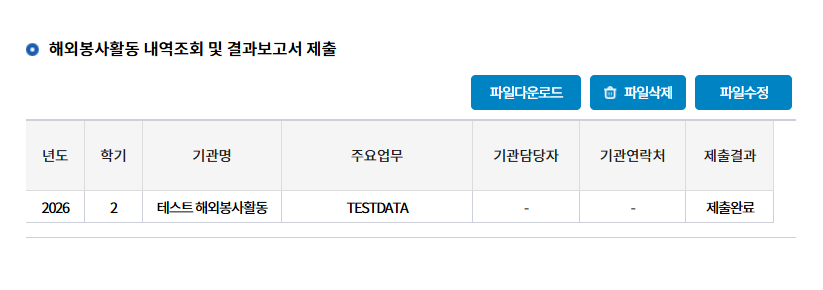 해외봉사활동 내역조회 및 결과보고서 제출
파일다운로드 파일삭제 파일수정
년도 학기 기관명 주요업무 기관담당자 기관연락처 제출결과
2026 2 테스트 해외봉사활동 TESTDATA - - 제출완료